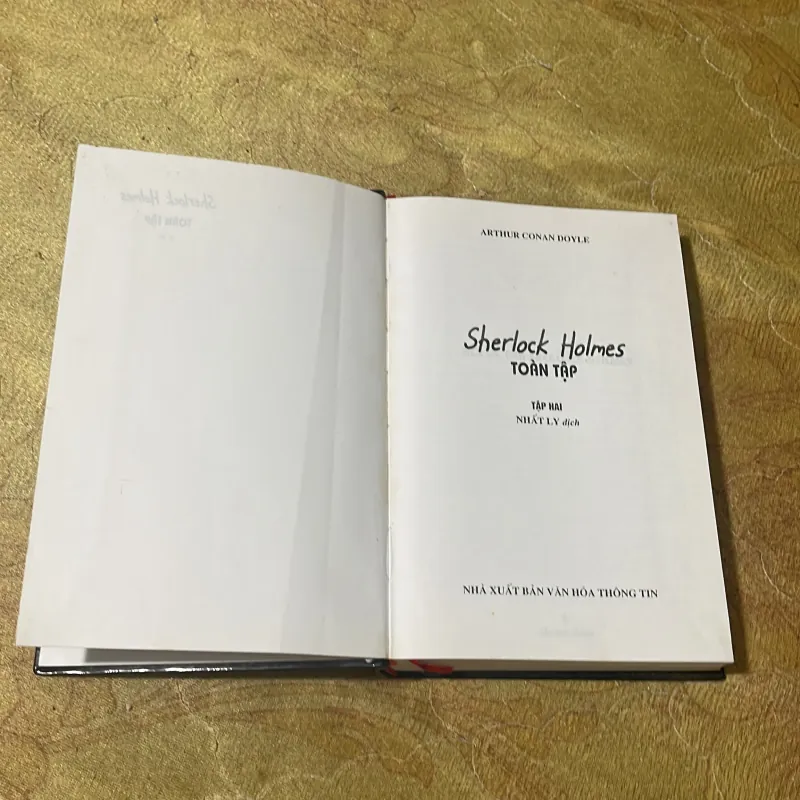 ARTHUR CONAN DOYLE
Sherlock Holmes
TOÀN TẬP
TẬP HAI
NHẤT LY dịch
NHÀ XUẤT BẢN VĂN HÓA THÔNG TIN